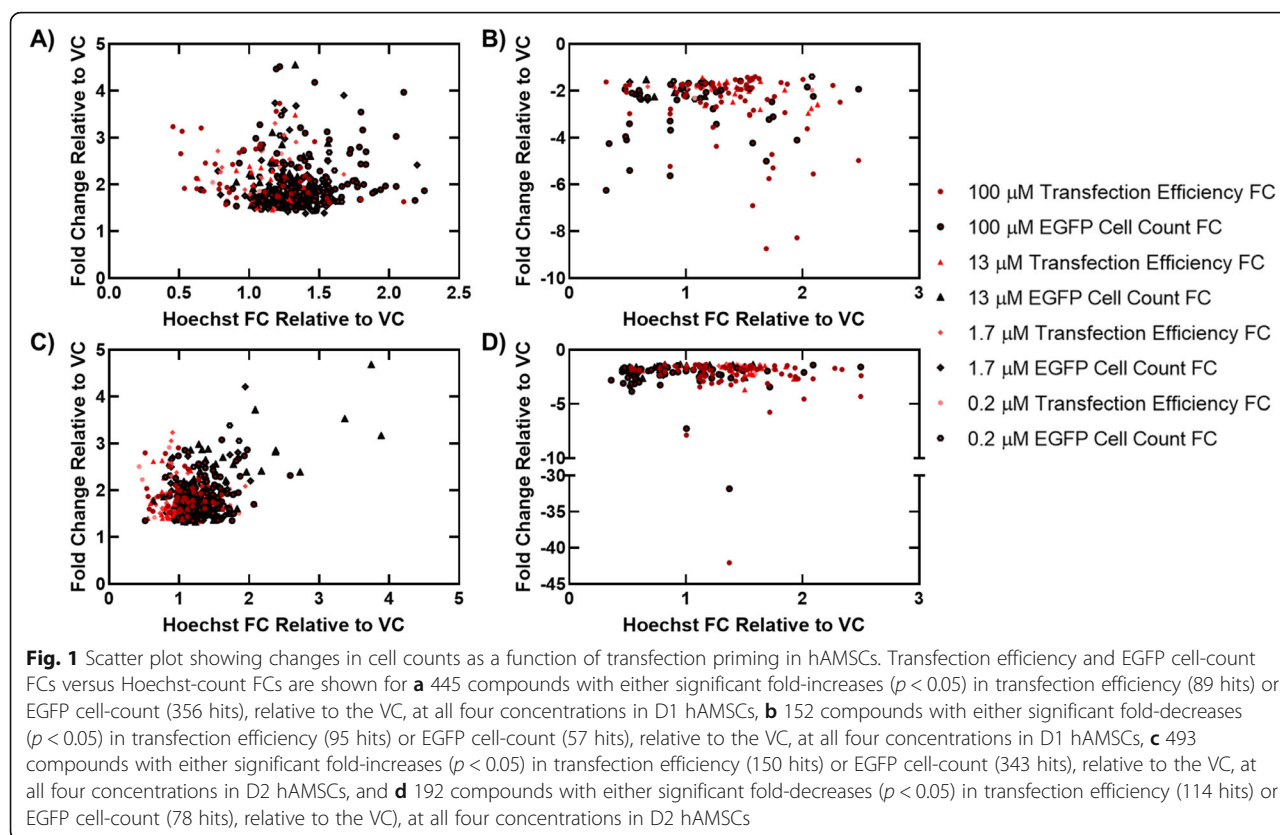 A)
Fold Change Relative to VC
5
4
3
2
1
0
0.0 0.5 1.0 1.5 2.0 2.5
Hoechst FC Relative to VC
B)
Fold Change Relative to VC
0
-2
-4
-6
-8
-10
0 1 2 3
Hoechst FC Relative to VC
C)
Fold Change Relative to VC
5
4
3
2
1
0
0 1 2 3 4 5
Hoechst FC Relative to VC
D)
Fold Change Relative to VC
0
-5
-10
-30
-35
-40
-45
0 1 2 3
Hoechst FC Relative to VC
100 μM Transfection Efficiency FC
100 μM EGFP Cell Count FC
13 μM Transfection Efficiency FC
13 μM EGFP Cell Count FC
1.7 μM Transfection Efficiency FC
1.7 μM EGFP Cell Count FC
0.2 μM Transfection Efficiency FC
0.2 μM EGFP Cell Count FC
Fig. 1 Scatter plot showing changes in cell counts as a function of transfection priming in hAMSCs. Transfection efficiency and EGFP cell-count
FCs versus Hoechst-count FCs are shown for a 445 compounds with either significant fold-increases (p < 0.05) in transfection efficiency (89 hits) or
EGFP cell-count (356 hits), relative to the VC, at all four concentrations in D1 hAMSCs, b 152 compounds with either significant fold-decreases
(p < 0.05) in transfection efficiency (95 hits) or EGFP cell-count (57 hits), relative to the VC, at all four concentrations in D1 hAMSCs, c 493
compounds with either significant fold-increases (p < 0.05) in transfection efficiency (150 hits) or EGFP cell-count (343 hits), relative to the VC, at
all four concentrations in D2 hAMSCs, and d 192 compounds with either significant fold-decreases (p < 0.05) in transfection efficiency (114 hits) or
EGFP cell-count (78 hits), relative to the VC), at all four concentrations in D2 hAMSCs